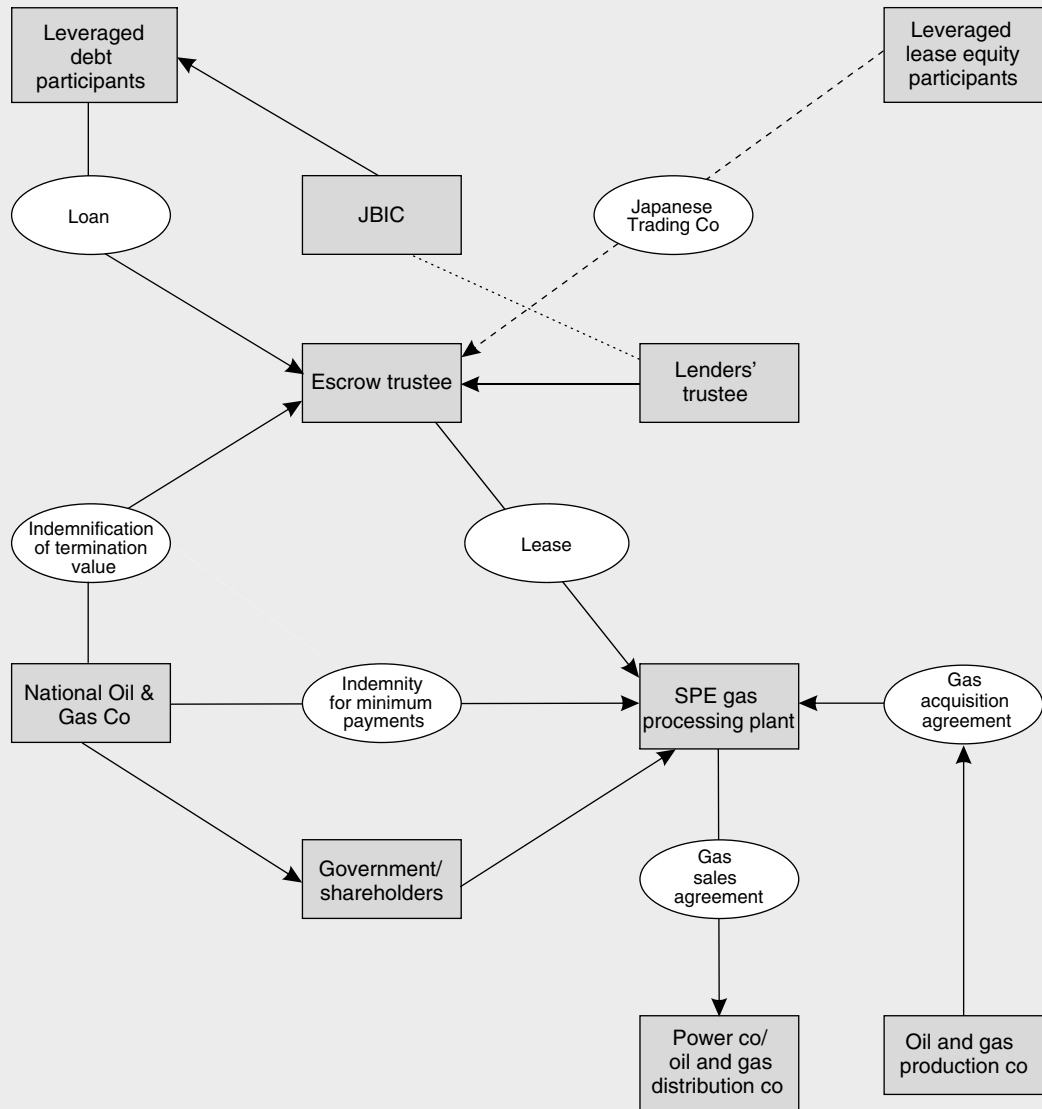 Leveraged
debt
participants
Leveraged
lease equity
participants
Loan
JBIC
Japanese
Trading Co
Escrow trustee
Lenders’
trustee
Indemnification
of termination
value
Lease
National Oil &
Gas Co
Indemnity
for minimum
payments
SPE gas
processing plant
Gas
acquisition
agreement
Government/
shareholders
Gas
sales
agreement
Power co/
oil and gas
distribution co
Oil and gas
production co